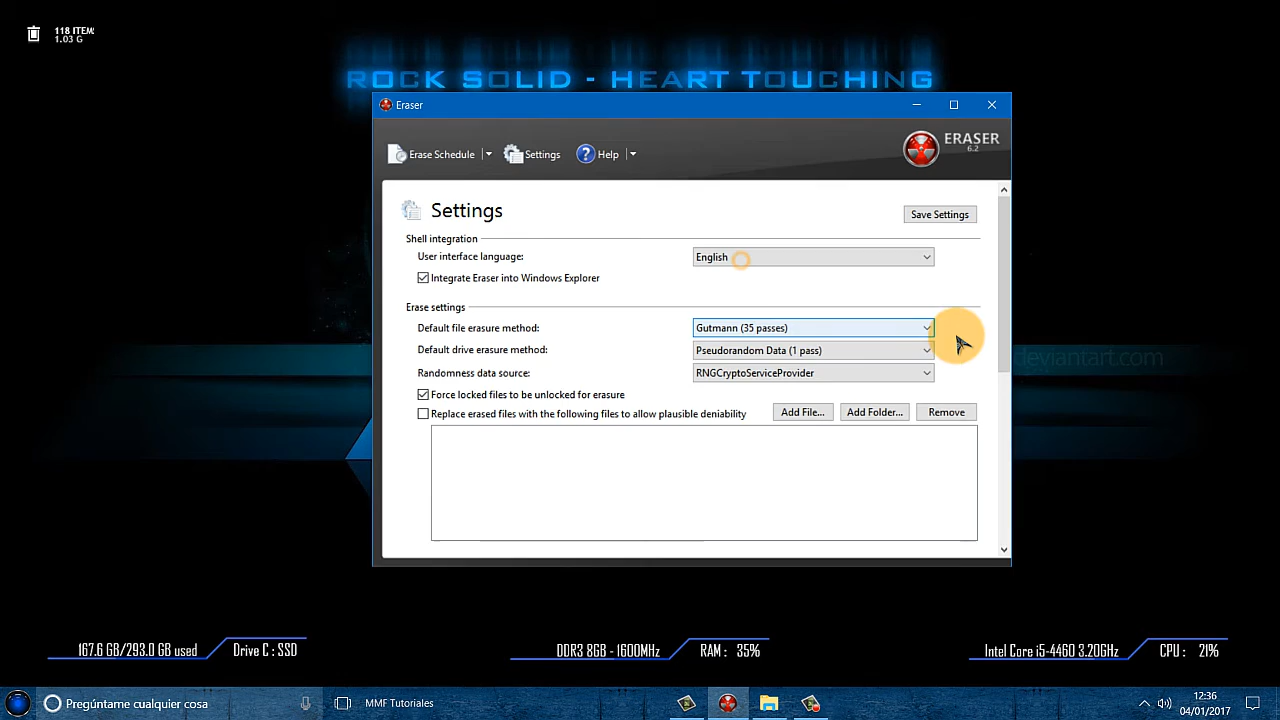 118 ITEM:
1.03 G
ROCK SOLID - HEART TOUCHING
Eraser
Erase Schedule
Settings
Help
ERASER
6.2
Settings
Save Settings
Shell integration
User interface language:
English
Integrate Eraser into Windows Explorer
Erase settings
Default file erasure method:
Gutmann (35 passes)
Default drive erasure method:
Pseudorandom Data (1 pass)
Randomness data source:
RNGCryptoServiceProvider
Force locked files to be unlocked for erasure
Replace erased files with the following files to allow plausible deniability
Add File...
Add Folder...
Remove
deviantart.com
167.6 GB/293.0 GB used
Drive C : SSD
DDR3 8GB - 1600MHz
RAM : 35%
Intel Core i5-4460 3.20GHz
CPU : 21%
Pregúntame cualquier cosa
MMF Tutoriales
12:36
04/01/2017